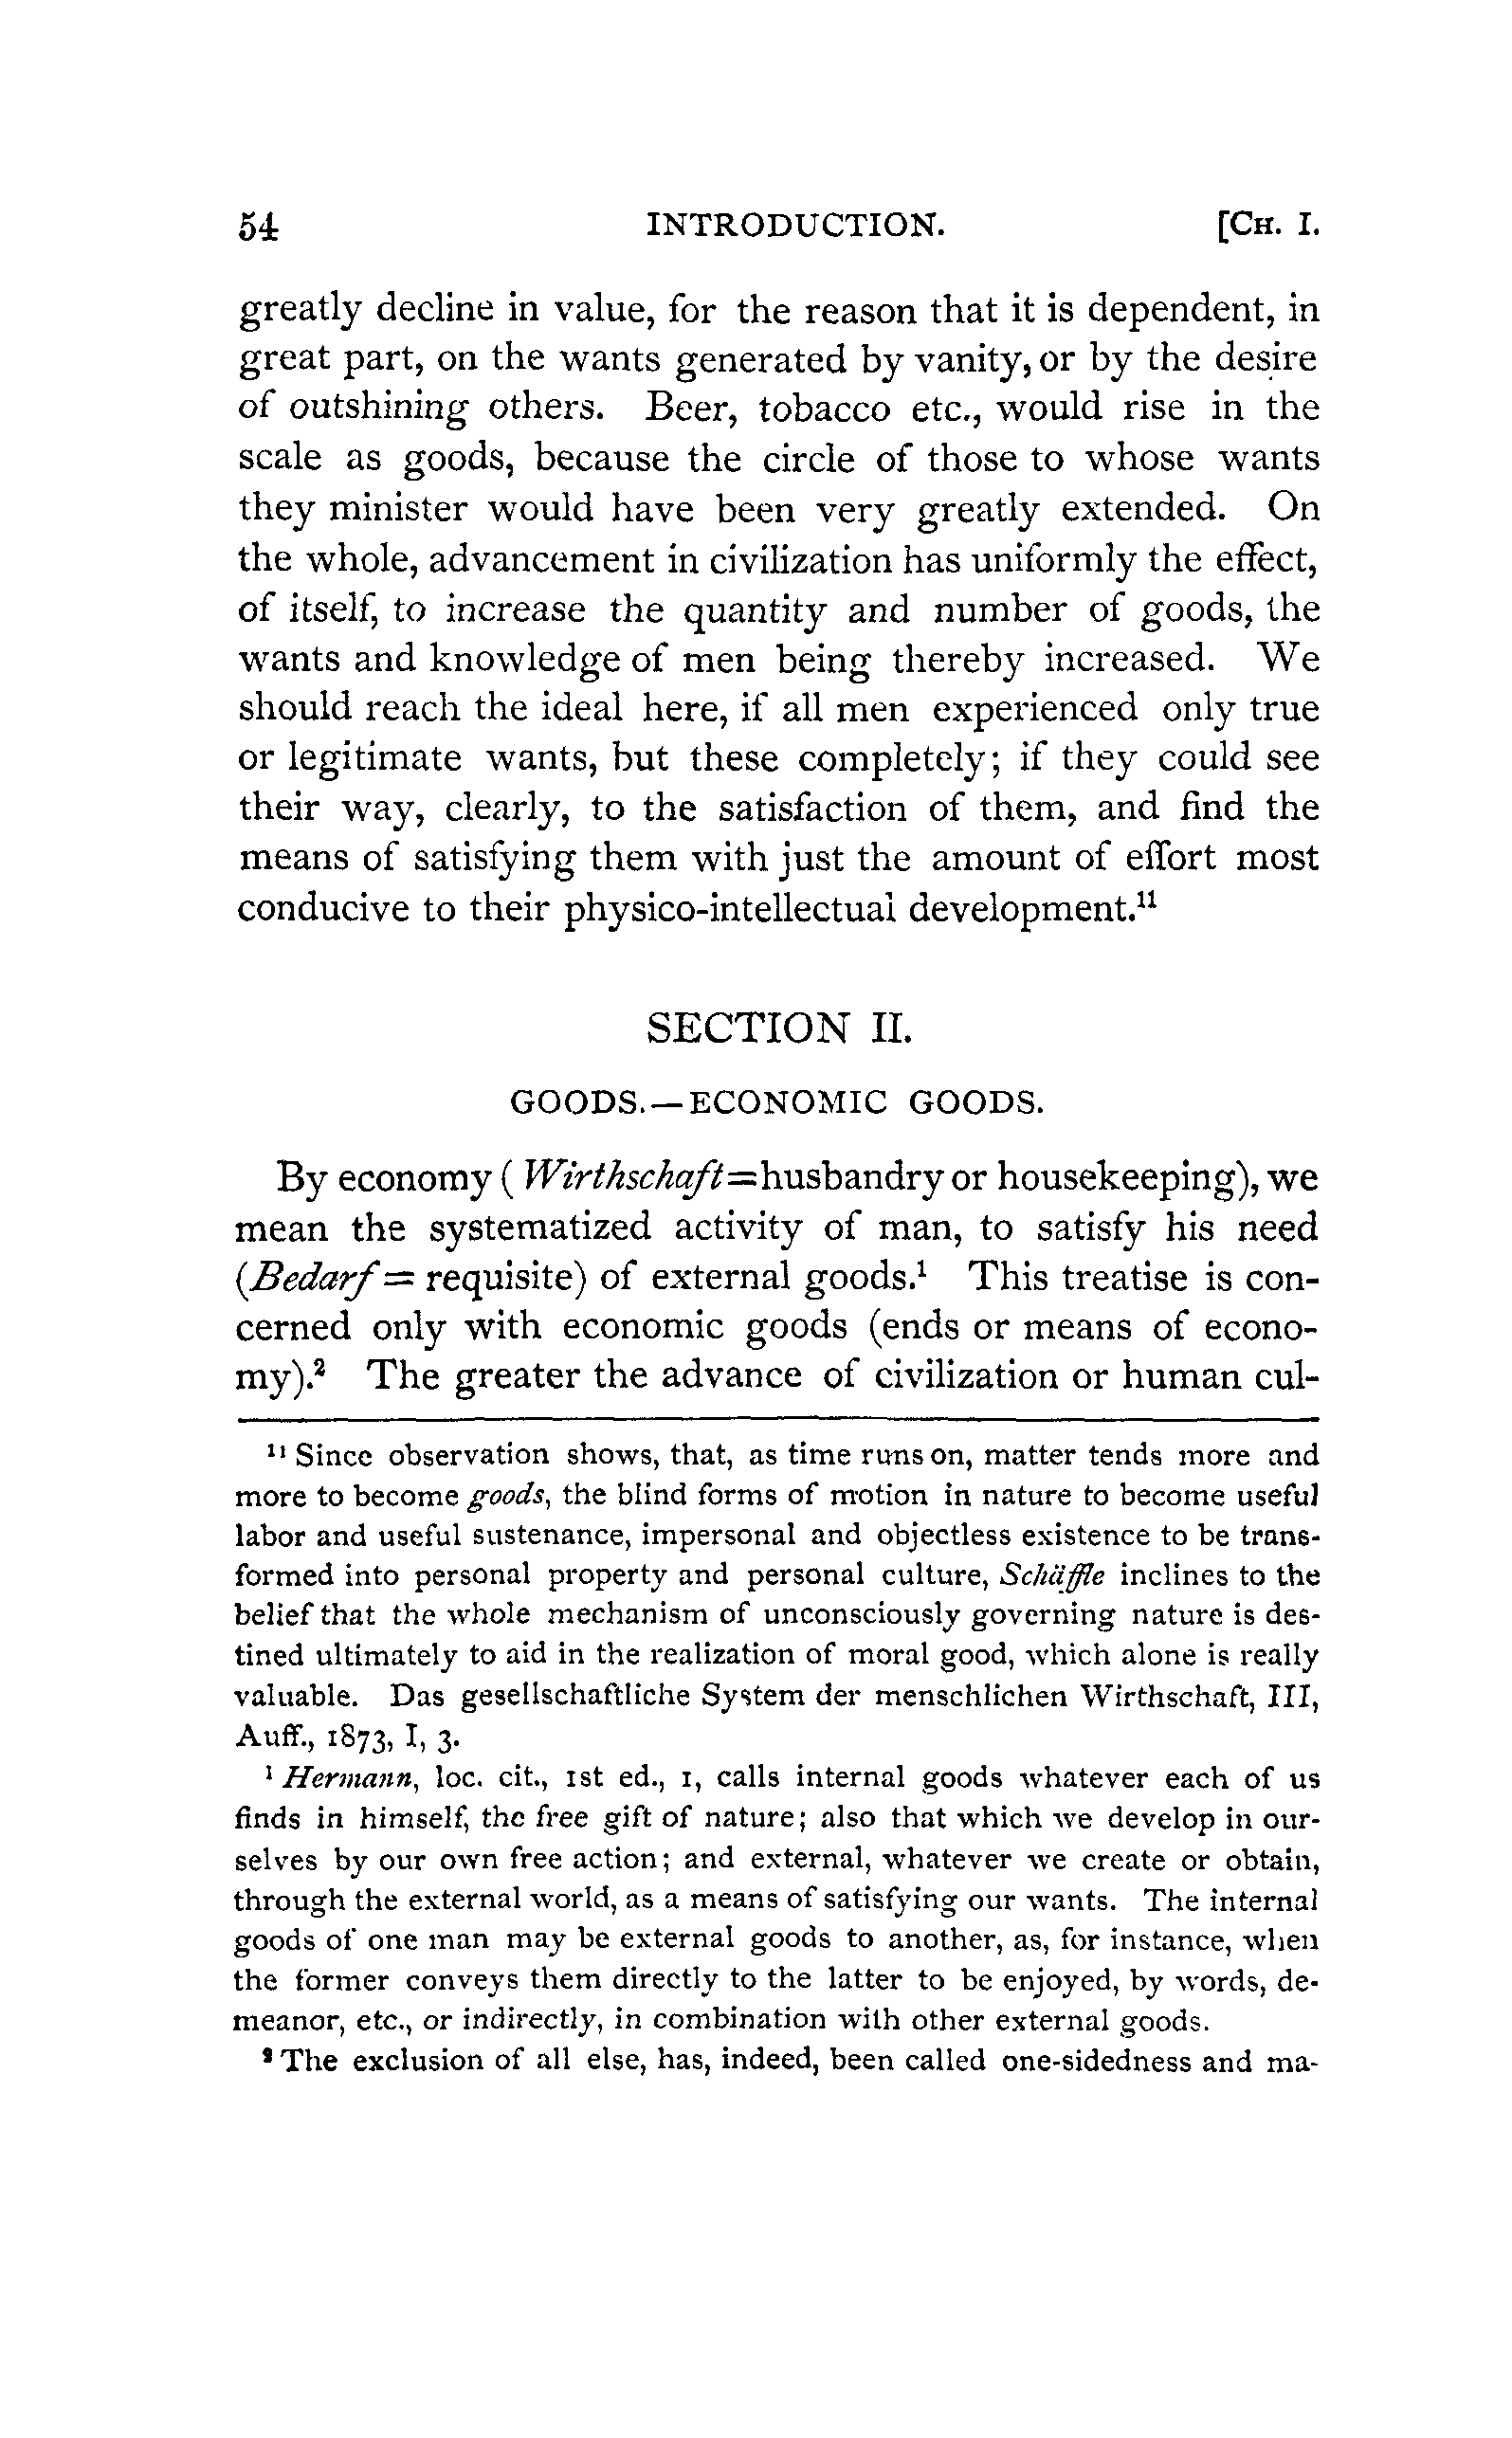 54 INTRODUCTION. [CH. I.
greatly decline in value, for the reason that it is dependent, in
great part, on the wants generated by vanity, or by the desire
of outshining others. Beer, tobacco etc., would rise in the
scale as goods, because the circle of those to whose wants
they minister would have been very greatly extended. On
the whole, advancement in civilization has uniformly the effect,
of itself, to increase the quantity and number of goods, the
wants and knowledge of men being thereby increased. We
should reach the ideal here, if all men experienced only true
or legitimate wants, but these completely; if they could see
their way, clearly, to the satisfaction of them, and find the
means of satisfying them with just the amount of effort most
conducive to their physico-intellectual development.¹¹
SECTION II.
GOODS.—ECONOMIC GOODS.
By economy (Wirthschaft=husbandry or housekeeping), we
mean the systematized activity of man, to satisfy his need
(Bedarf = requisite) of external goods.¹ This treatise is con-
cerned only with economic goods (ends or means of econo-
my).² The greater the advance of civilization or human cul-
¹¹ Since observation shows, that, as time runs on, matter tends more and
more to become goods, the blind forms of motion in nature to become useful
labor and useful sustenance, impersonal and objectless existence to be trans-
formed into personal property and personal culture, Schäffle inclines to the
belief that the whole mechanism of unconsciously governing nature is des-
tined ultimately to aid in the realization of moral good, which alone is really
valuable. Das gesellschaftliche System der menschlichen Wirthschaft, III,
Auff., 1873, I, 3.
¹ Hermann, loc. cit., 1st ed., 1, calls internal goods whatever each of us
finds in himself, the free gift of nature; also that which we develop in our-
selves by our own free action; and external, whatever we create or obtain,
through the external world, as a means of satisfying our wants. The internal
goods of one man may be external goods to another, as, for instance, when
the former conveys them directly to the latter to be enjoyed, by words, de-
meanor, etc., or indirectly, in combination with other external goods.
² The exclusion of all else, has, indeed, been called one-sidedness and ma-